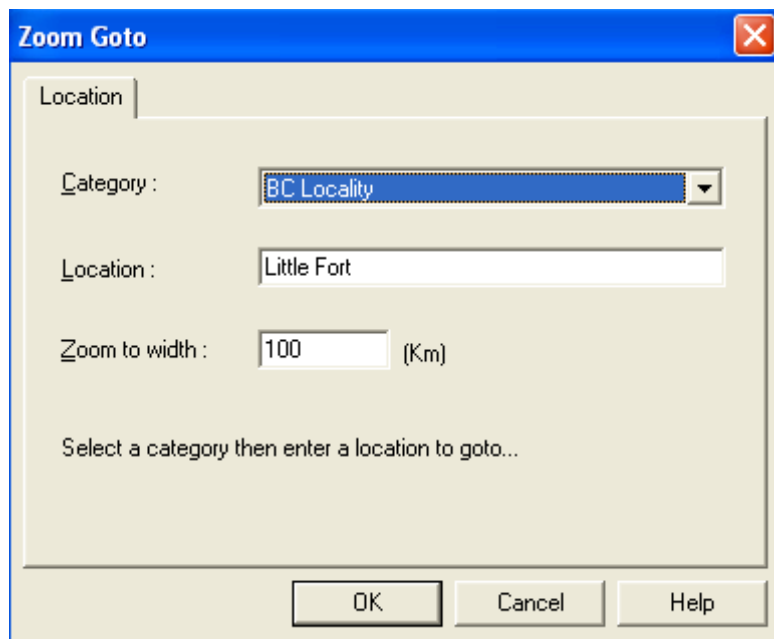 Zoom Goto
Location
Category : BC Locality
Location : Little Fort
Zoom to width : 100 (Km)
Select a category then enter a location to goto...
OK Cancel Help